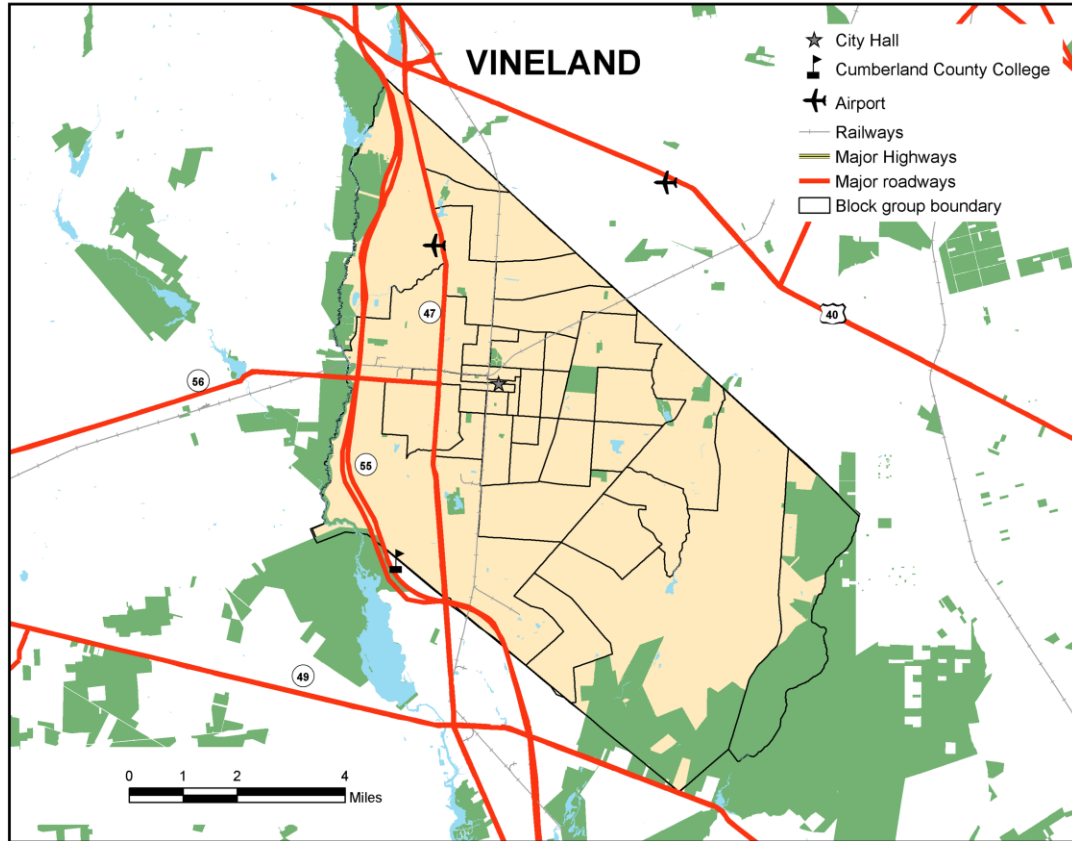 VINELAND
City Hall
Cumberland County College
Airport
Railways
Major Highways
Major roadways
Block group boundary
47
40
56
55
49
0 1 2 4
Miles